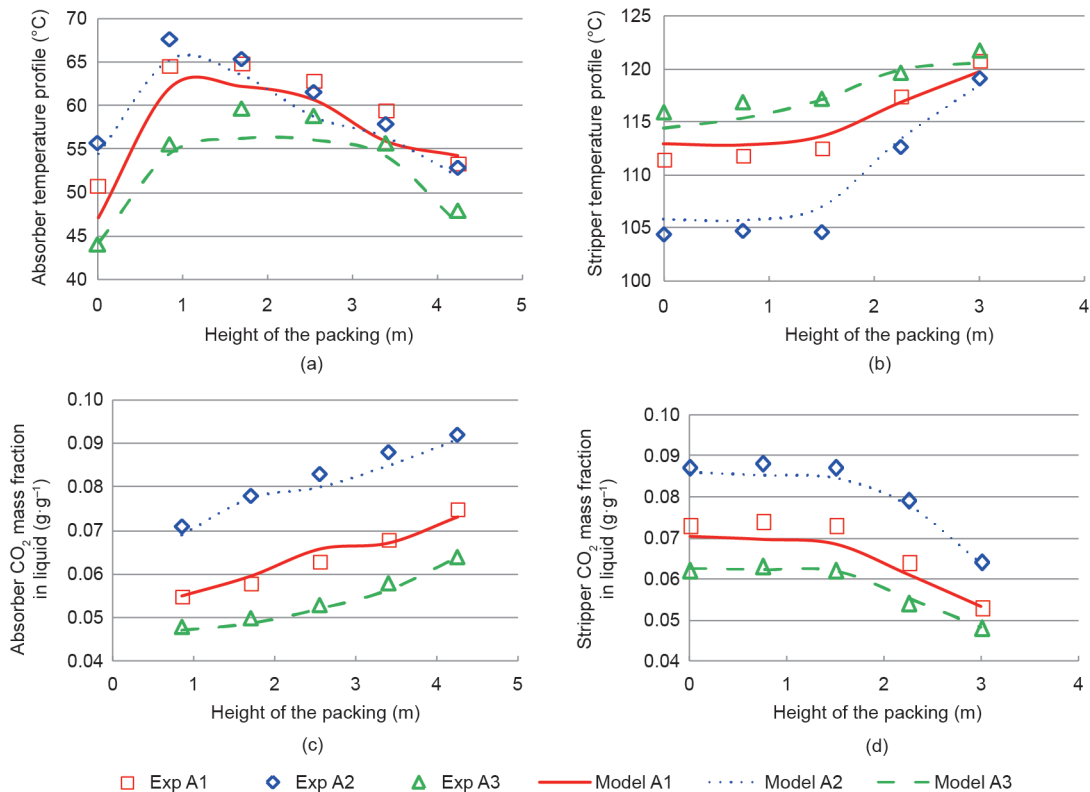 Absorber temperature profile (°C)
70
65
60
55
50
45
40
0 1 2 3 4 5
Height of the packing (m)
(a)
Stripper temperature profile (°C)
125
120
115
110
105
100
0 1 2 3 4
Height of the packing (m)
(b)
Absorber CO₂ mass fraction
in liquid (g·g⁻¹)
0.10
0.09
0.08
0.07
0.06
0.05
0.04
0 1 2 3 4 5
Height of the packing (m)
(c)
Stripper CO₂ mass fraction
in liquid (g·g⁻¹)
0.10
0.09
0.08
0.07
0.06
0.05
0.04
0 1 2 3 4
Height of the packing (m)
(d)
Exp A1 Exp A2 Exp A3 Model A1 Model A2 Model A3